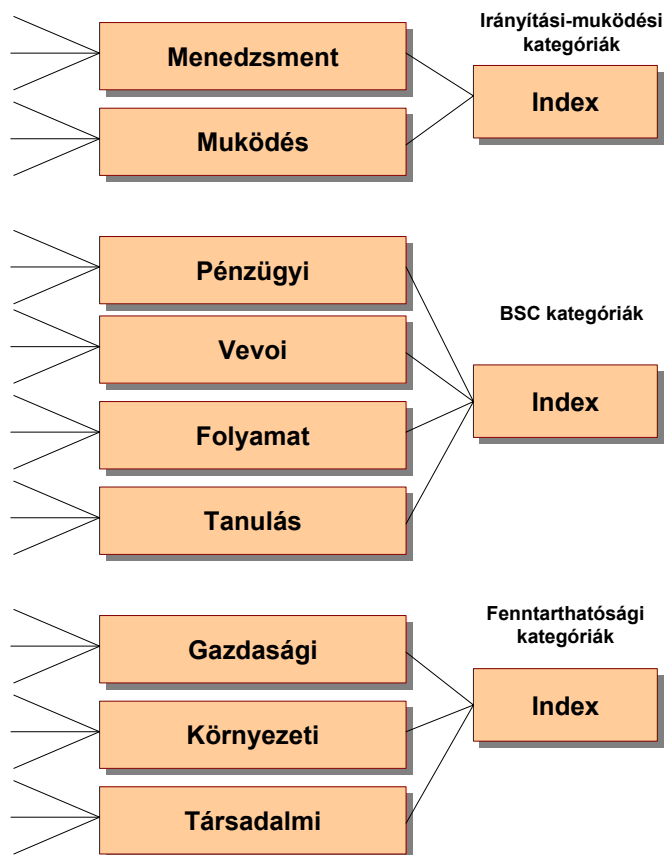 Irányítási-muködési
kategóriák
Menedzsment
Index
Muködés
Pénzügyi
BSC kategóriák
Vevoi
Index
Folyamat
Tanulás
Fenntarthatósági
kategóriák
Gazdasági
Index
Környezeti
Társadalmi